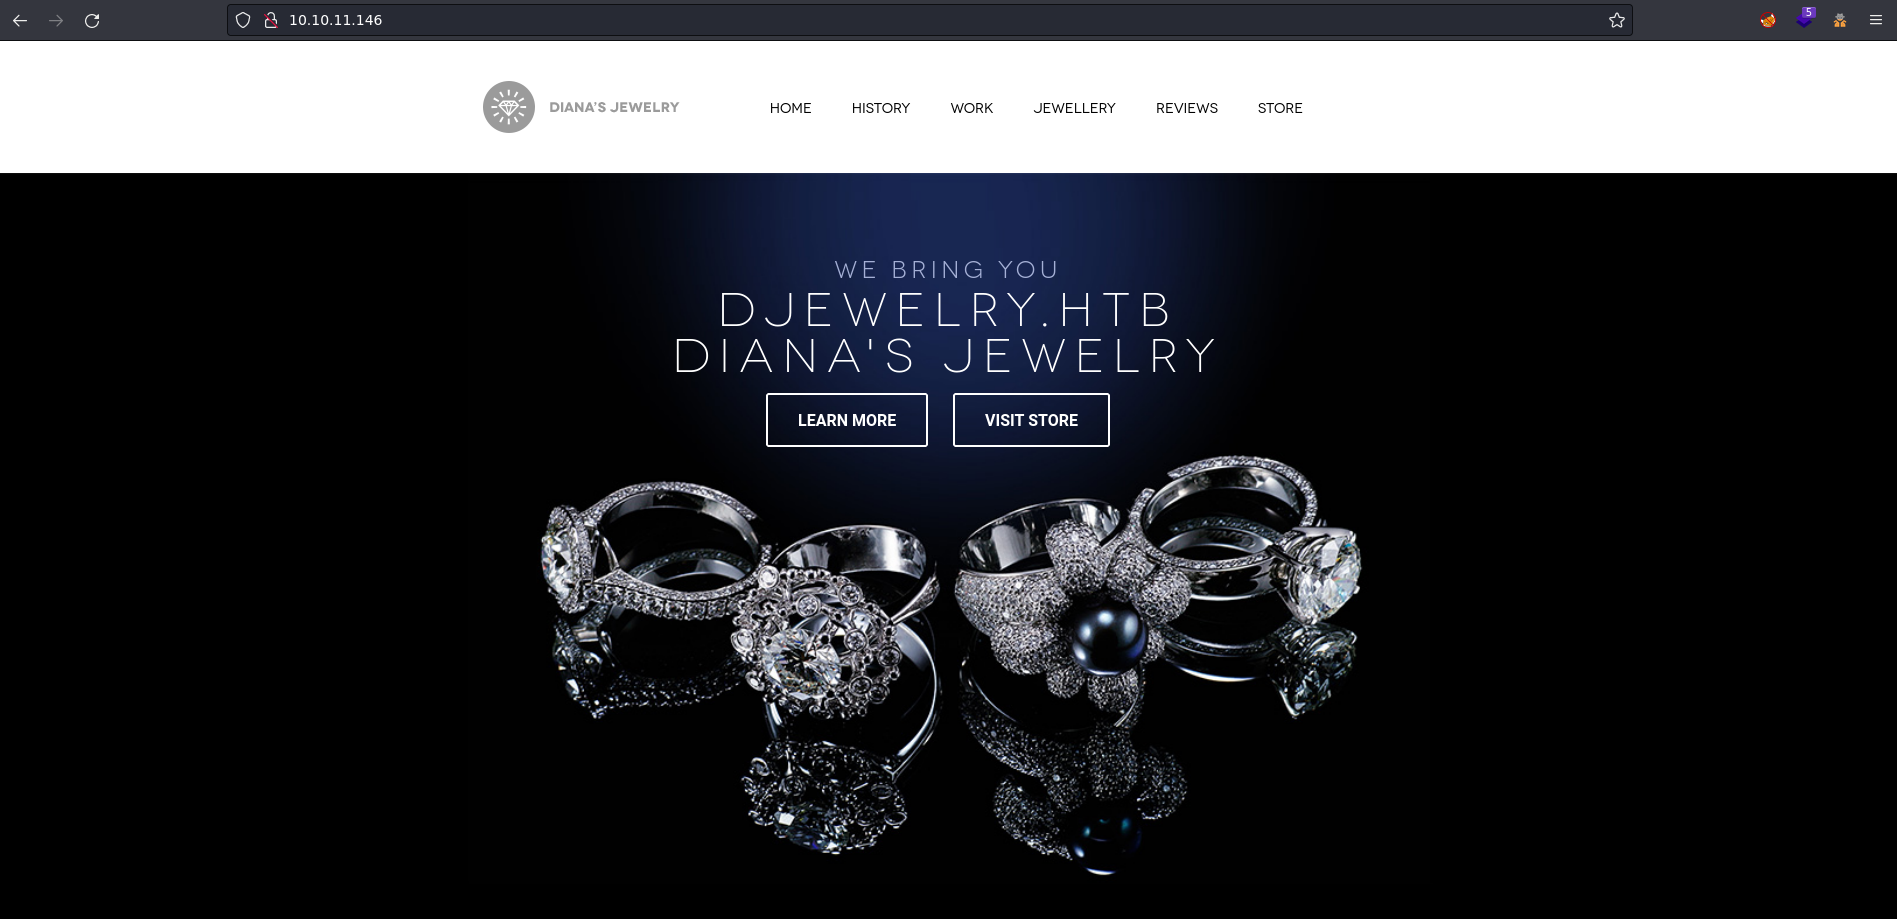 10.10.11.146
5
DIANA'S JEWELRY
HOME
HISTORY
WORK
JEWELLERY
REVIEWS
STORE
WE BRING YOU
DJEWELRY.HTB
DIANA'S JEWELRY
LEARN MORE
VISIT STORE